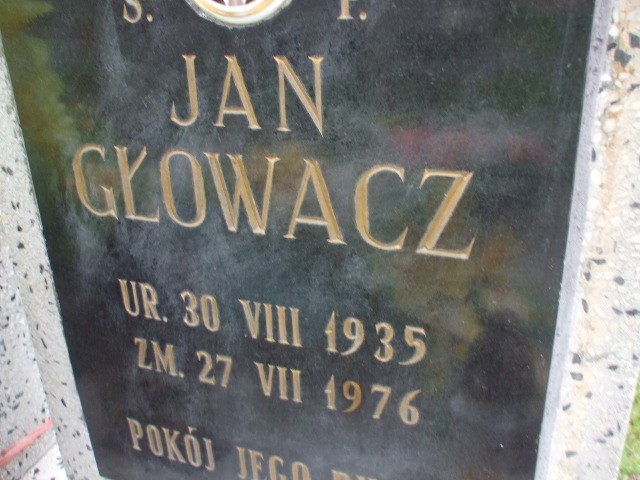 Ś. P.
JAN
GŁOWACZ
UR. 30 VIII 1935
ZM. 27 VII 1976
POKÓJ JEGO